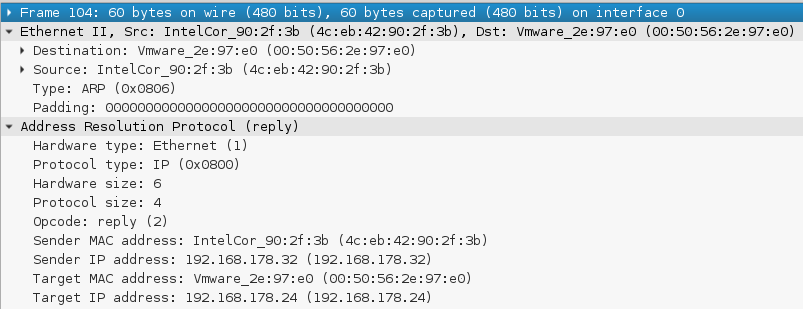 Frame 104: 60 bytes on wire (480 bits), 60 bytes captured (480 bits) on interface 0
Ethernet II, Src: IntelCor_90:2f:3b (4c:eb:42:90:2f:3b), Dst: Vmware_2e:97:e0 (00:50:56:2e:97:e0)
Destination: Vmware_2e:97:e0 (00:50:56:2e:97:e0)
Source: IntelCor_90:2f:3b (4c:eb:42:90:2f:3b)
Type: ARP (0x0806)
Padding: 000000000000000000000000000000000000
Address Resolution Protocol (reply)
Hardware type: Ethernet (1)
Protocol type: IP (0x0800)
Hardware size: 6
Protocol size: 4
Opcode: reply (2)
Sender MAC address: IntelCor_90:2f:3b (4c:eb:42:90:2f:3b)
Sender IP address: 192.168.178.32 (192.168.178.32)
Target MAC address: Vmware_2e:97:e0 (00:50:56:2e:97:e0)
Target IP address: 192.168.178.24 (192.168.178.24)